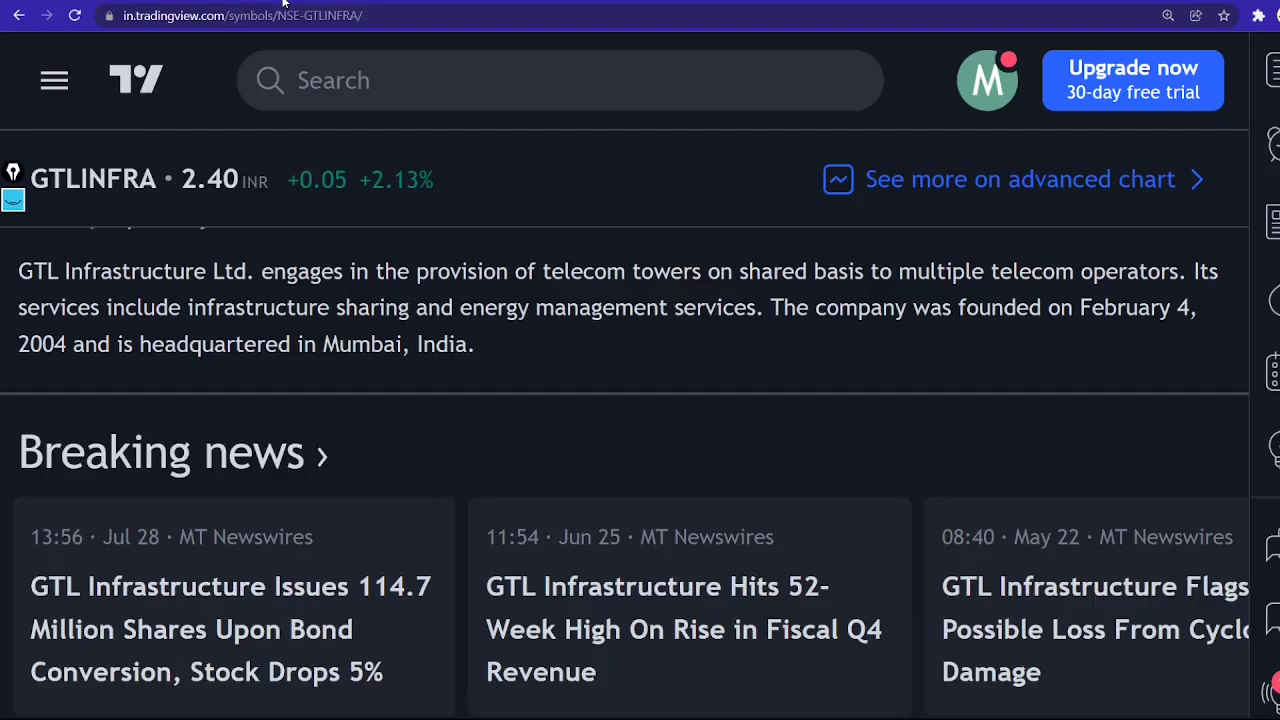 in.tradingview.com/symbols/NSE-GTLINFRA/
Search
M
Upgrade now
30-day free trial
GTLINFRA • 2.40 INR +0.05 +2.13%
See more on advanced chart
GTL Infrastructure Ltd. engages in the provision of telecom towers on shared basis to multiple telecom operators. Its
services include infrastructure sharing and energy management services. The company was founded on February 4,
2004 and is headquartered in Mumbai, India.
Breaking news ›
13:56 · Jul 28 · MT Newswires
GTL Infrastructure Issues 114.7
Million Shares Upon Bond
Conversion, Stock Drops 5%
11:54 · Jun 25 · MT Newswires
GTL Infrastructure Hits 52-
Week High On Rise in Fiscal Q4
Revenue
08:40 · May 22 · MT Newswires
GTL Infrastructure Flags
Possible Loss From Cyclo
Damage